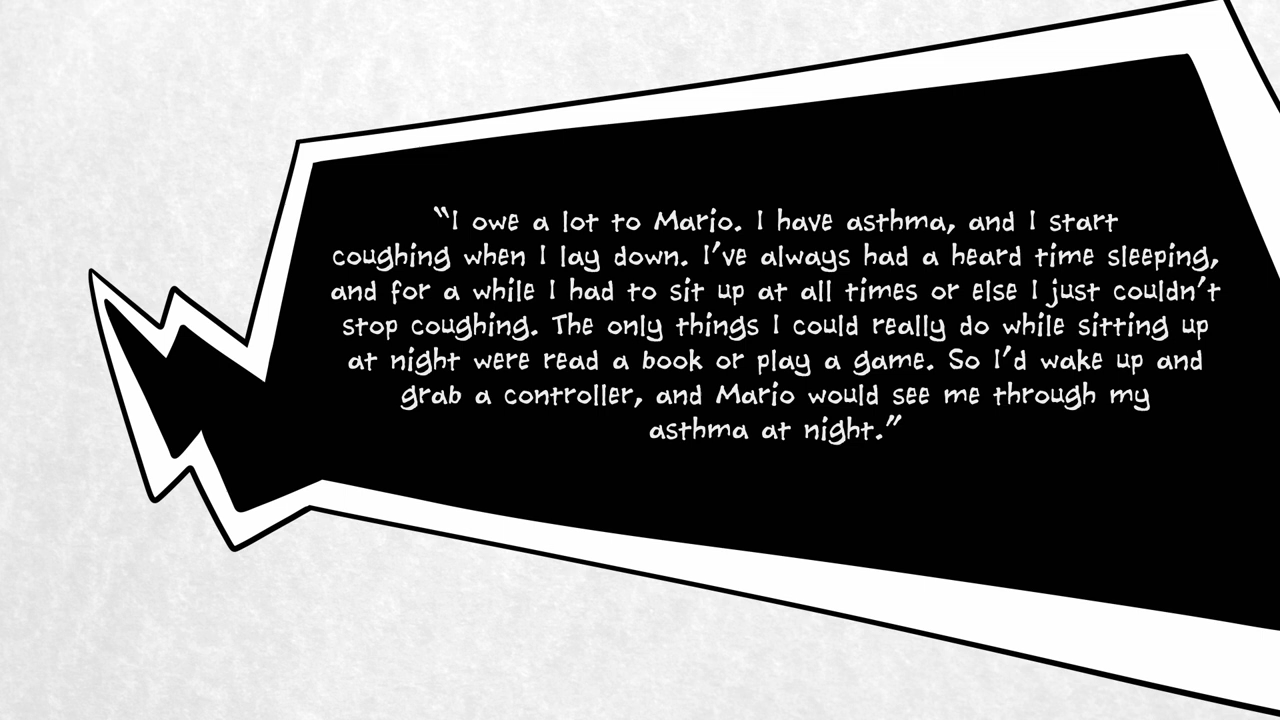 “I owe a lot to Mario. I have asthma, and I start
coughing when I lay down. I’ve always had a heard time sleeping,
and for a while I had to sit up at all times or else I just couldn’t
stop coughing. The only things I could really do while sitting up
at night were read a book or play a game. So I’d wake up and
grab a controller, and Mario would see me through my
asthma at night.”